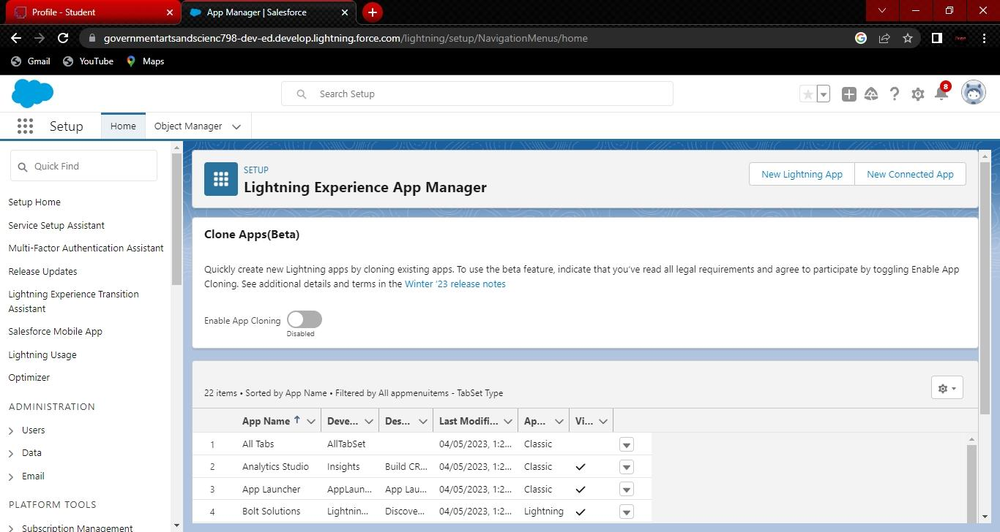 Profile - Student
App Manager | Salesforce
governmentartsandscienc798-dev-ed.develop.lightning.force.com/lightning/setup/NavigationMenus/home
Gmail YouTube Maps
Search Setup
8
Setup Home Object Manager
Quick Find
Setup Home
Service Setup Assistant
Multi-Factor Authentication Assistant
Release Updates
Lightning Experience Transition
Assistant
Salesforce Mobile App
Lightning Usage
Optimizer
ADMINISTRATION
Users
Data
Email
PLATFORM TOOLS
Subscription Management
SETUP
Lightning Experience App Manager
New Lightning App New Connected App
Clone Apps(Beta)
Quickly create new Lightning apps by cloning existing apps. To use the beta feature, indicate that you've read all legal requirements and agree to participate by toggling Enable App
Cloning. See additional details and terms in the Winter '23 release notes
Enable App Cloning
Disabled
22 items • Sorted by App Name • Filtered by All appmenuitems - TabSet Type
App Name ↑ Deve... Des... Last Modifi... Ap... Vi...
1 All Tabs AllTabSet 04/05/2023, 1:2... Classic
2 Analytics Studio Insights Build CR... 04/05/2023, 1:2... Classic ✓
3 App Launcher AppLaun... App Lau... 04/05/2023, 1:2... Classic ✓
4 Bolt Solutions Lightnin... Discove... 04/05/2023, 1:2... Lightning ✓